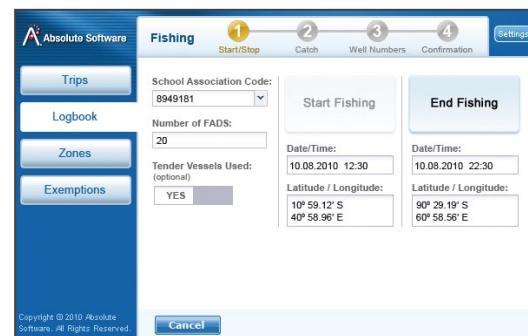 Absolute Software
Fishing
1
Start/Stop
2
Catch
3
Well Numbers
4
Confirmation
Settings
Trips
Logbook
Zones
Exemptions
School Association Code:
8949181
Number of FADS:
20
Tender Vessels Used:
(optional)
YES
Start Fishing
Date/Time:
10.08.2010 12:30
Latitude / Longitude:
10º 59.12' S
40º 58.96' E
End Fishing
Date/Time:
10.08.2010 22:30
Latitude / Longitude:
90º 29.19' S
60º 58.56' E
Copyright © 2010 Absolute
Software. All Rights Reserved.
Cancel